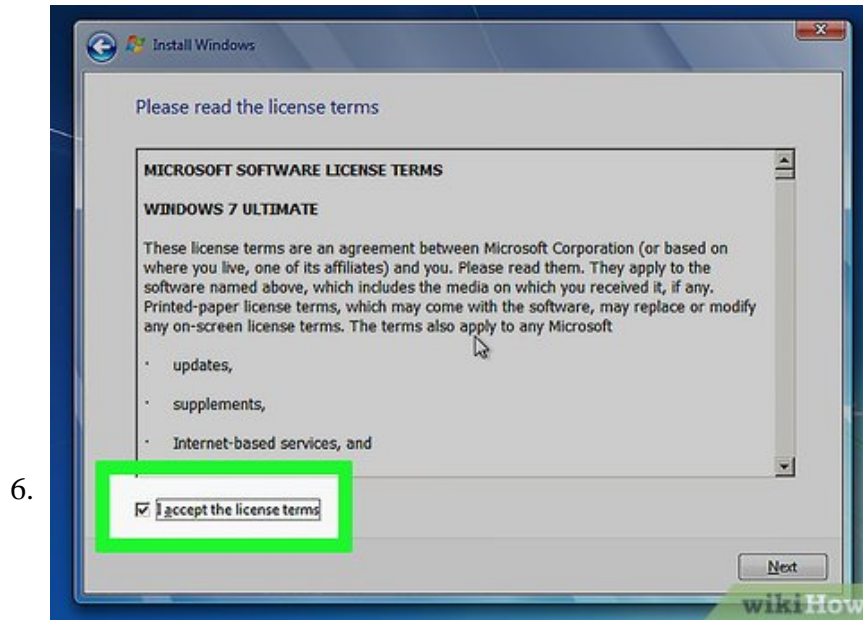 Install Windows
Please read the license terms
MICROSOFT SOFTWARE LICENSE TERMS
WINDOWS 7 ULTIMATE
These license terms are an agreement between Microsoft Corporation (or based on
where you live, one of its affiliates) and you. Please read them. They apply to the
software named above, which includes the media on which you received it, if any.
Printed-paper license terms, which may come with the software, may replace or modify
any on-screen license terms. The terms also apply to any Microsoft
· updates,
· supplements,
· Internet-based services, and
6.
I accept the license terms
Next
wikiHow